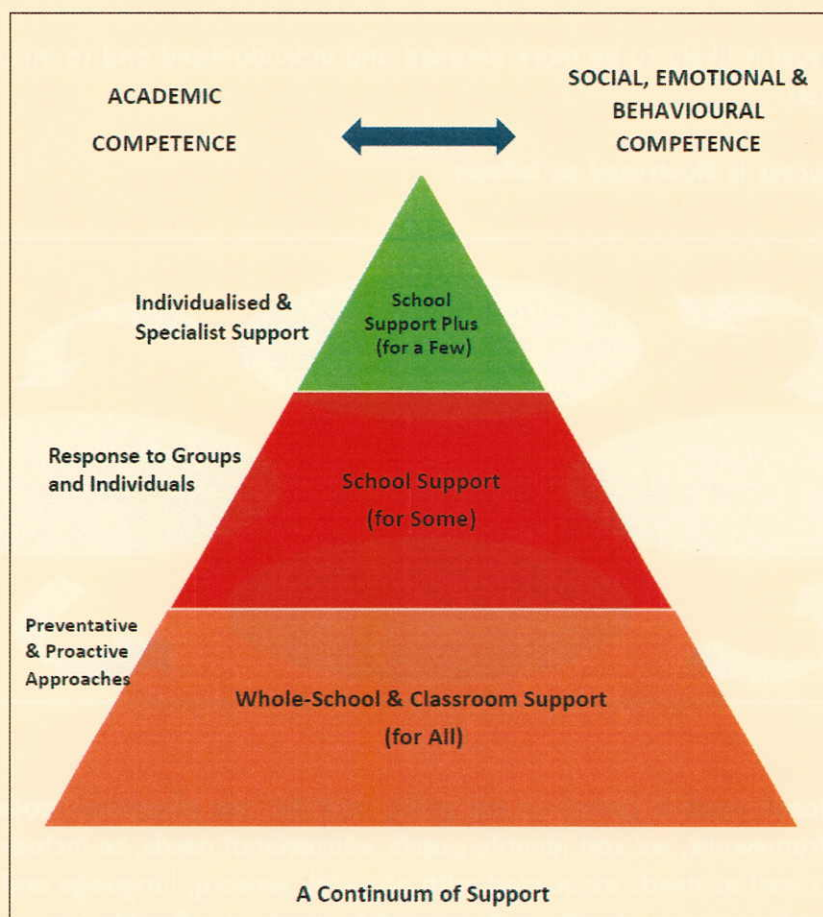 ACADEMIC
COMPETENCE
SOCIAL, EMOTIONAL &
BEHAVIOURAL
COMPETENCE
Individualised &
Specialist Support
School
Support Plus
(for a Few)
Response to Groups
and Individuals
School Support
(for Some)
Preventative
& Proactive
Approaches
Whole-School & Classroom Support
(for All)
A Continuum of Support